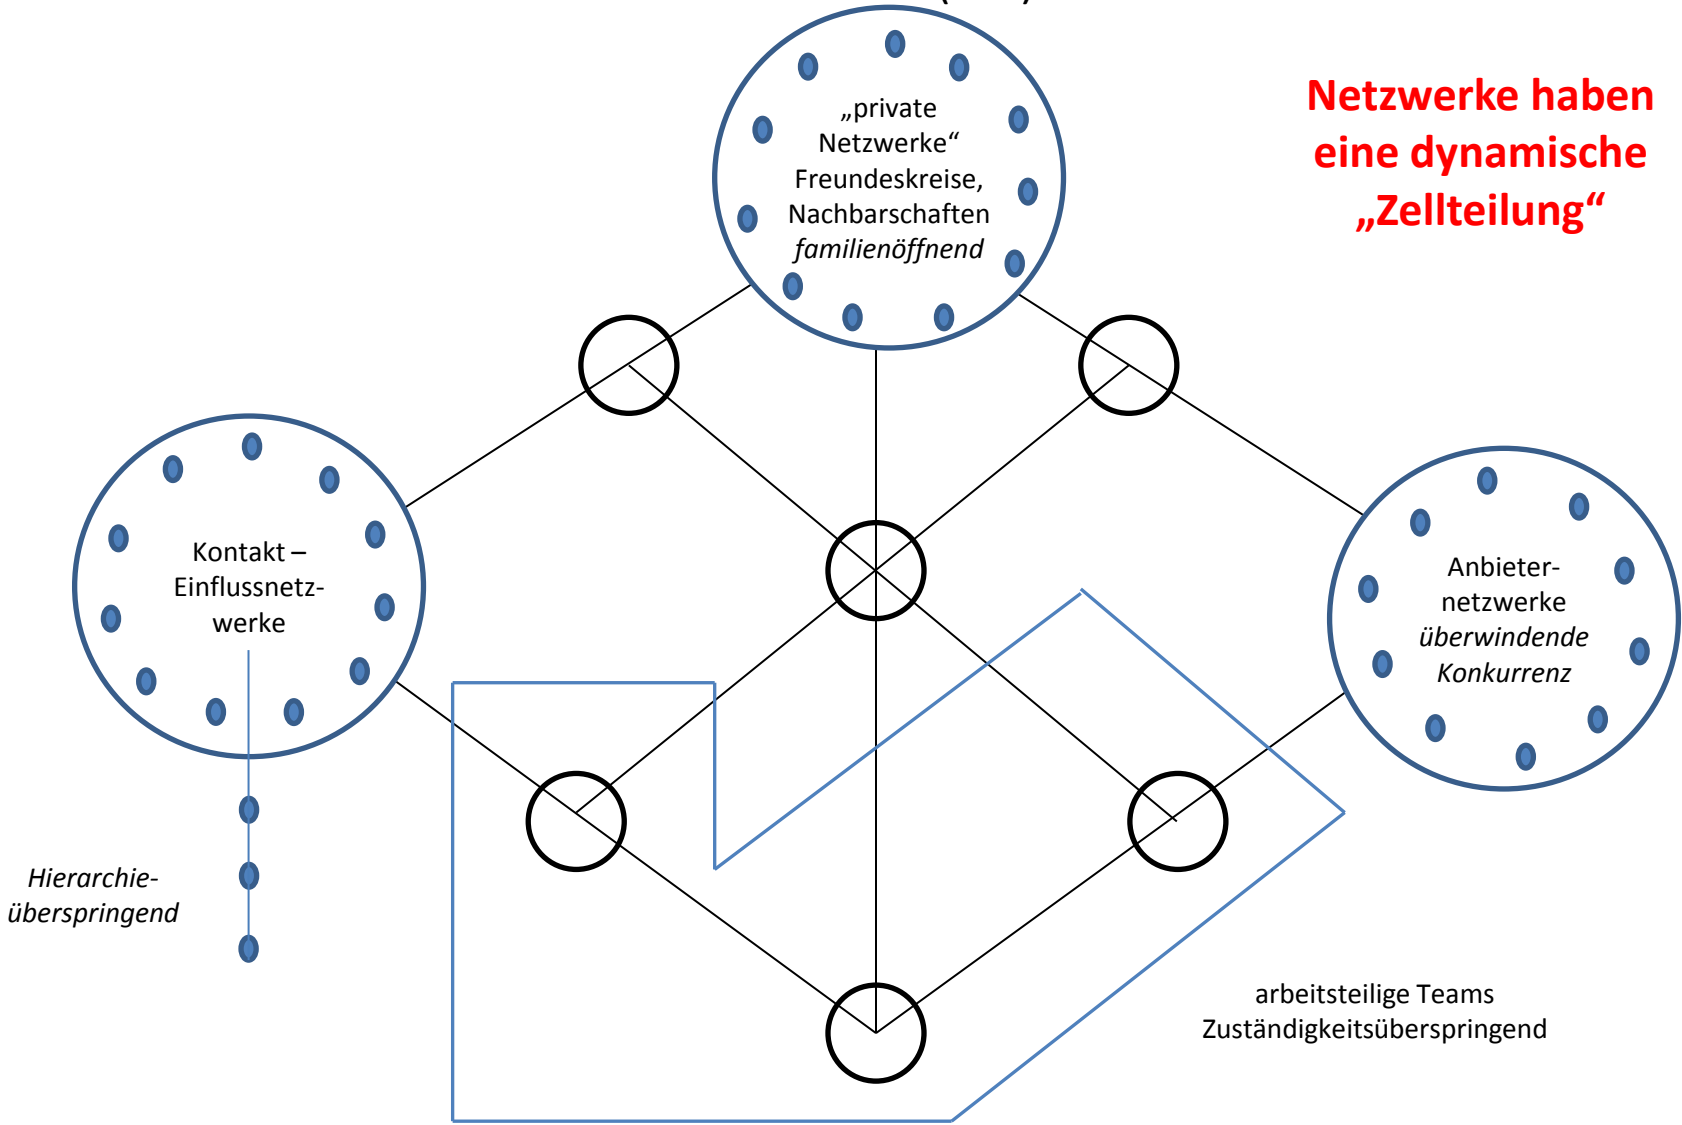 „private
Netzwerke“
Freundeskreise,
Nachbarschaften
familienöffnend
Netzwerke haben
eine dynamische
„Zellteilung“
Kontakt –
Einflussnetz-
werke
Anbieter-
netzwerke
überwindende
Konkurrenz
Hierarchie-
überspringend
arbeitsteilige Teams
Zuständigkeitsüberspringend